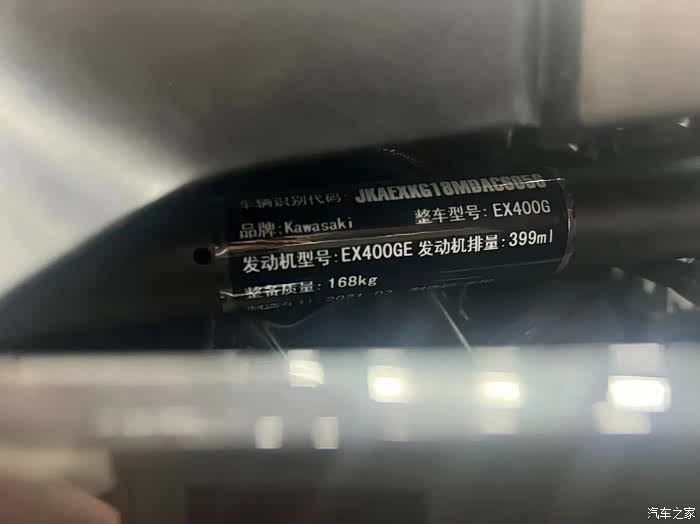 车辆识别代码:
品牌:Kawasaki 整车型号: EX400G
发动机型号:EX400GE 发动机排量:399ml
整备质量: 168kg
汽车之家